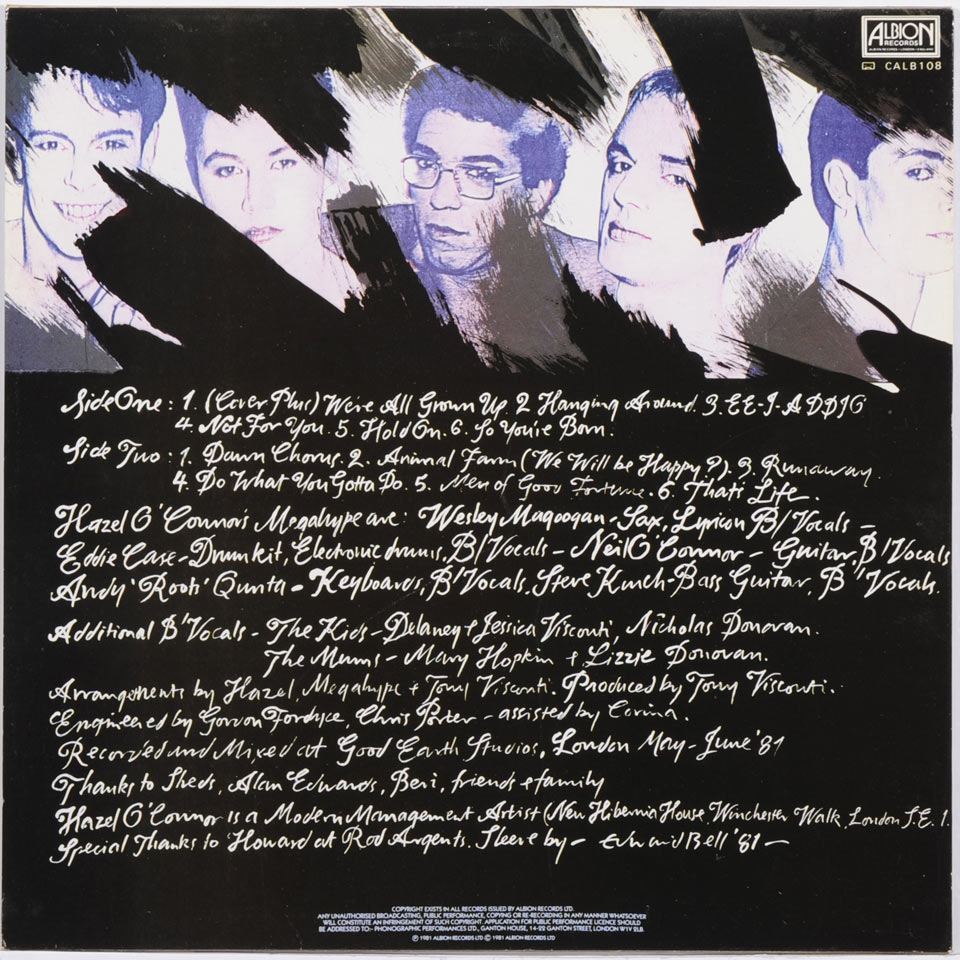 ALBION
RECORDS
ALBION RECORDS · LONDON · ENGLAND
CALB108
Side One: 1. (Cover Plus) We're All Grown Up. 2 Hanging Around. 3. EE-I-ADDIO
4. Not For You. 5. Hold On. 6. So You're Born.
Side Two: 1. Dawn Chorus. 2. Animal Farm (We Will be Happy?). 3. Runaway.
4. Do What You Gotta Do. 5. Men of Good Fortune. 6. That's Life.
Hazel O'Connor's Megahype are: Wesley Magoogan - Sax, Lyricon B/Vocals -
Eddie Case - Drumkit, Electronic drums, B/Vocals - Neil O'Connor - Guitar, B'Vocals
Andy 'Roots' Qunta - Keyboards, B'Vocals. Steve Kinch - Bass Guitar, B'Vocals.
Additional B'Vocals - The Kids - Delaney + Jessica Visconti, Nicholas Donovan.
The Mums - Mary Hopkin + Lizzie Donovan.
Arrangements by Hazel, Megahype + Tony Visconti. Produced by Tony Visconti.
Engineered by Gordon Fordyce, Chris Porter - assisted by Corina.
Recorded and Mixed at Good Earth Studios, London May - June '81
Thanks to Sheds, Alan Edwards, Beri, friends + family
Hazel O'Connor is a Modern Management Artist (New Hibernia House, Winchester Walk, London S.E. 1.
Special Thanks to Howard at Rod Argents. Sleeve by - Edward Bell '81 -
COPYRIGHT EXISTS IN ALL RECORDS ISSUED BY ALBION RECORDS LTD.
ANY UNAUTHORISED BROADCASTING, PUBLIC PERFORMANCE, COPYING OR RE-RECORDING IN ANY MANNER WHATSOEVER
WILL CONSTITUTE AN INFRINGEMENT OF SUCH COPYRIGHT. APPLICATION FOR PUBLIC PERFORMANCE LICENCE SHOULD
BE ADDRESSED TO:- PHONOGRAPHIC PERFORMANCES LTD., GANTON HOUSE, 14-22 GANTON STREET, LONDON W1V 2LB.
Ⓟ 1981 ALBION RECORDS LTD © 1981 ALBION RECORDS LTD